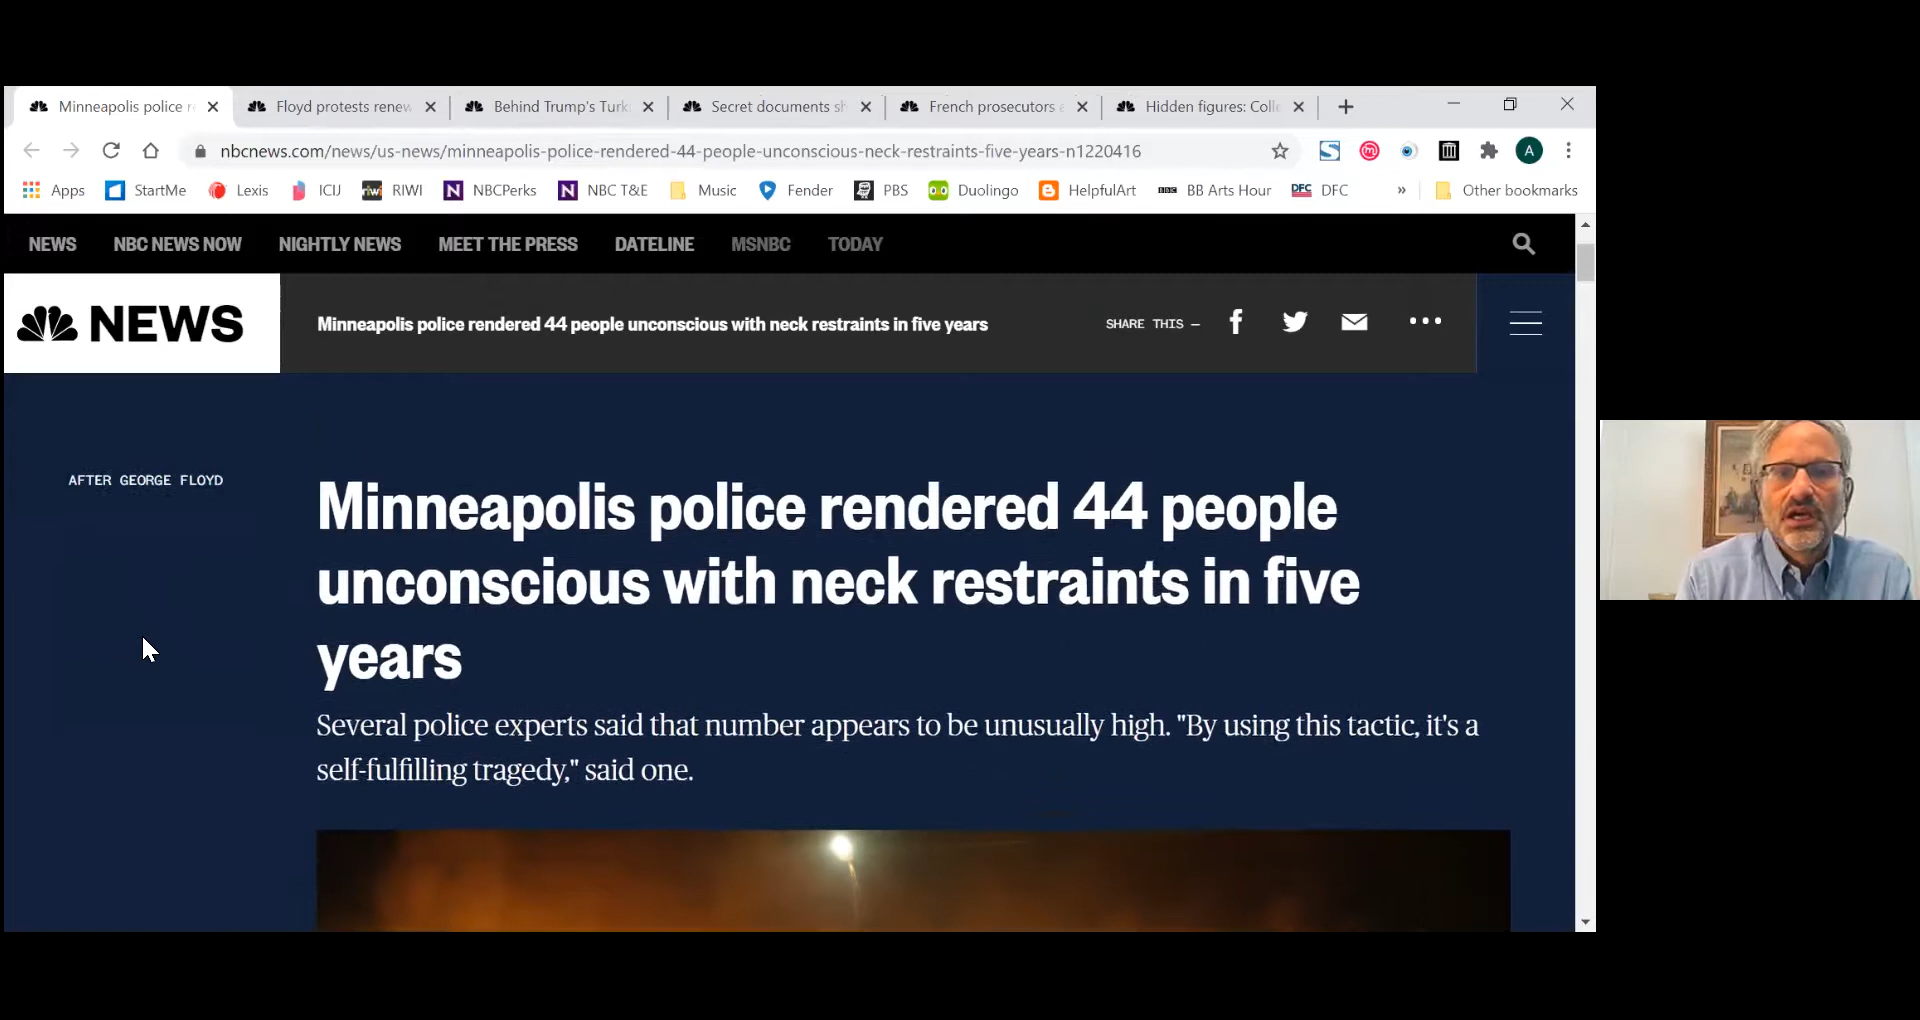 Minneapolis police r
Floyd protests renew
Behind Trump's Turk
Secret documents sh
French prosecutors
Hidden figures: Coll
nbcnews.com/news/us-news/minneapolis-police-rendered-44-people-unconscious-neck-restraints-five-years-n1220416
A
Apps StartMe Lexis ICIJ RIWI NBCPerks NBC T&E Music Fender PBS Duolingo HelpfulArt BBC BB Arts Hour DFC DFC » Other bookmarks
NEWS NBC NEWS NOW NIGHTLY NEWS MEET THE PRESS DATELINE MSNBC TODAY
NEWS
Minneapolis police rendered 44 people unconscious with neck restraints in five years
SHARE THIS —
AFTER GEORGE FLOYD
Minneapolis police rendered 44 people
unconscious with neck restraints in five
years
Several police experts said that number appears to be unusually high. "By using this tactic, it's a
self-fulfilling tragedy," said one.